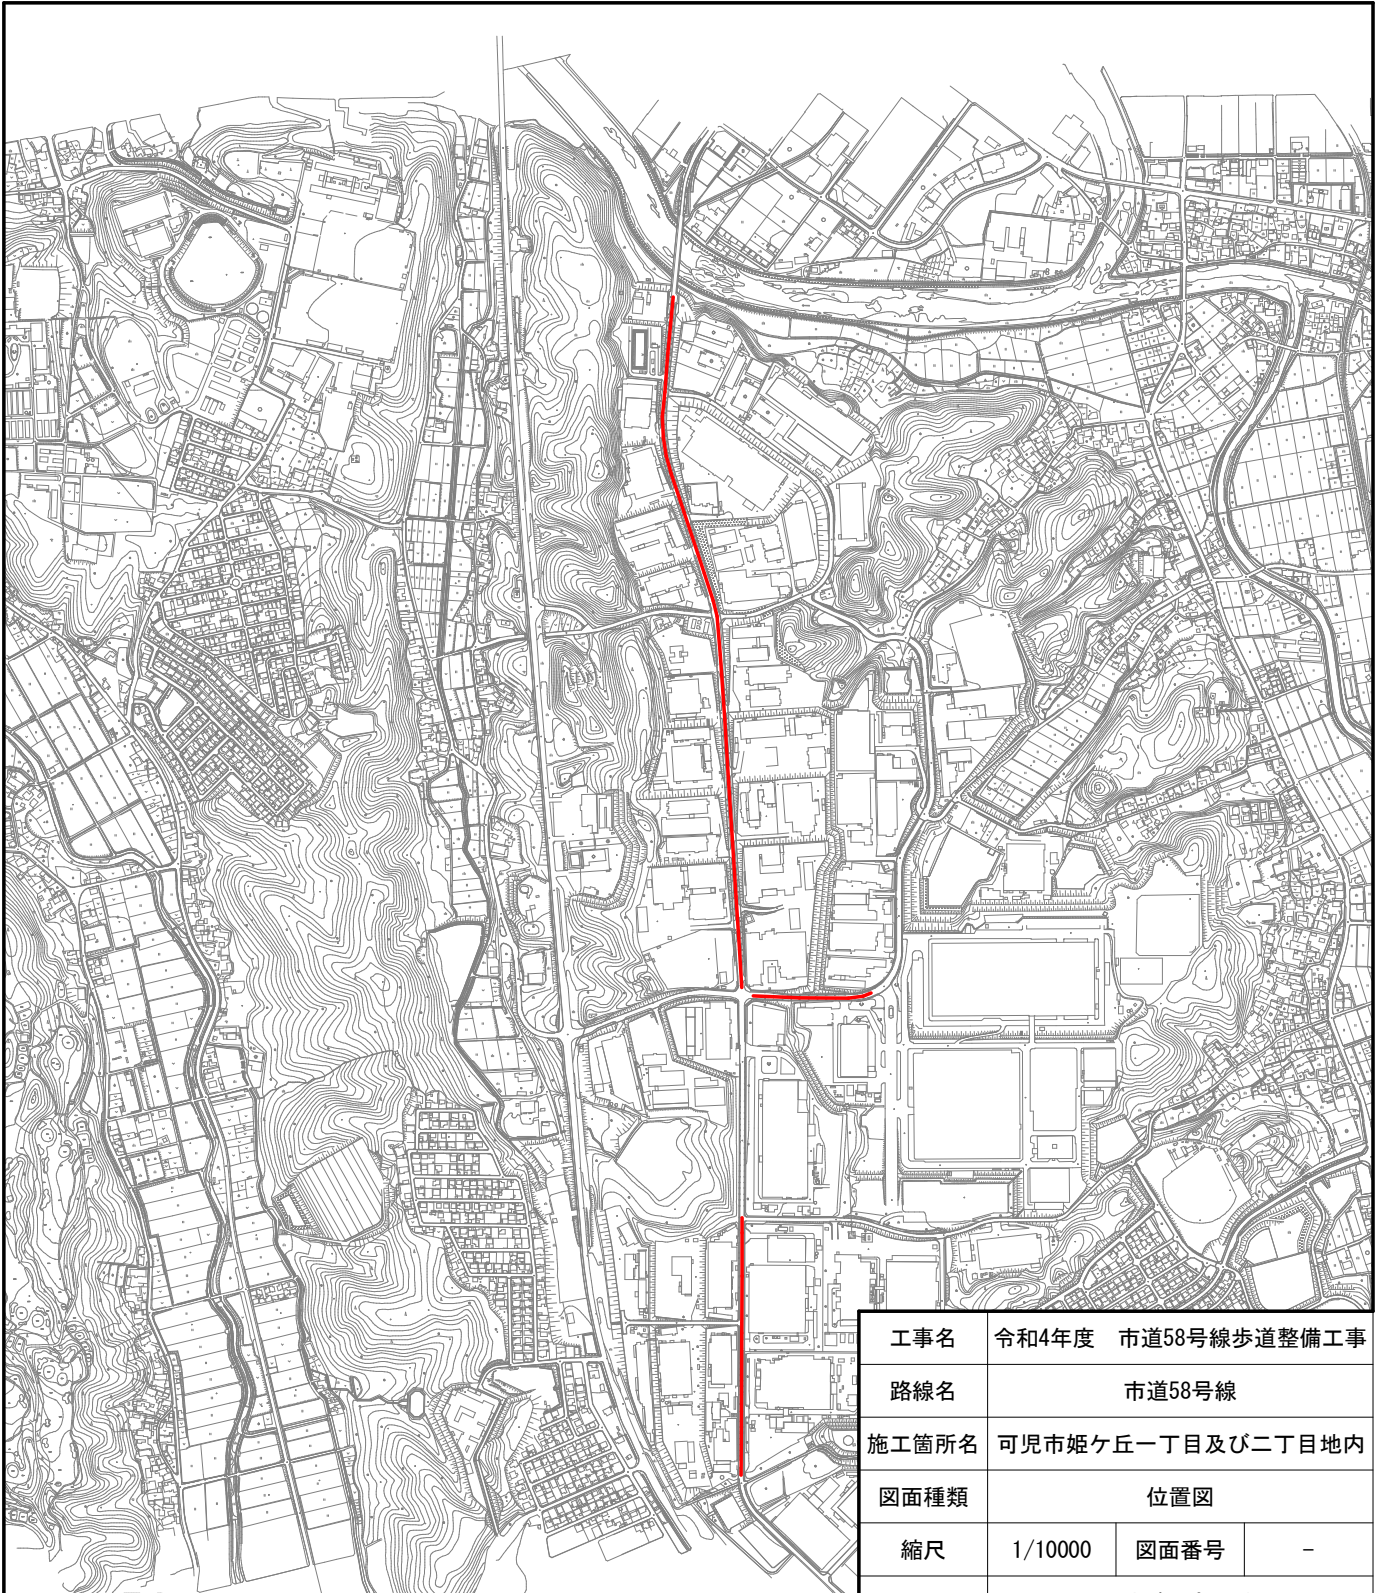 工事名 令和4年度 市道58号線歩道整備工事
路線名 市道58号線
施工箇所名 可児市姫ケ丘一丁目及び二丁目地内
図面種類 位置図
縮尺 1/10000 図面番号 -